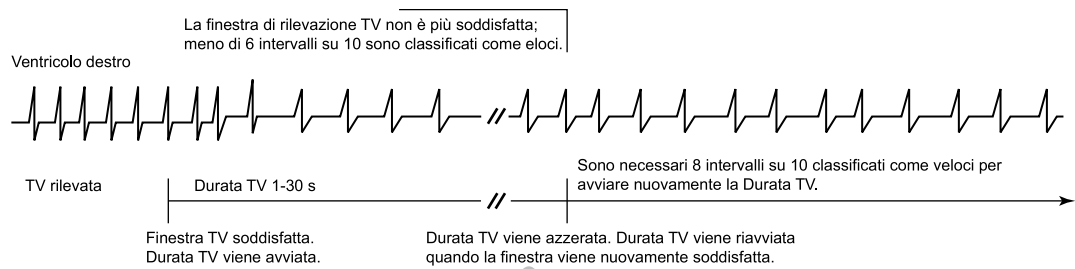 La finestra di rilevazione TV non è più soddisfatta;
meno di 6 intervalli su 10 sono classificati come eloci.
Ventricolo destro
Sono necessari 8 intervalli su 10 classificati come veloci per
avviare nuovamente la Durata TV.
TV rilevata
Durata TV 1-30 s
Finestra TV soddisfatta.
Durata TV viene avviata.
Durata TV viene azzerata. Durata TV viene riavviata
quando la finestra viene nuovamente soddisfatta.